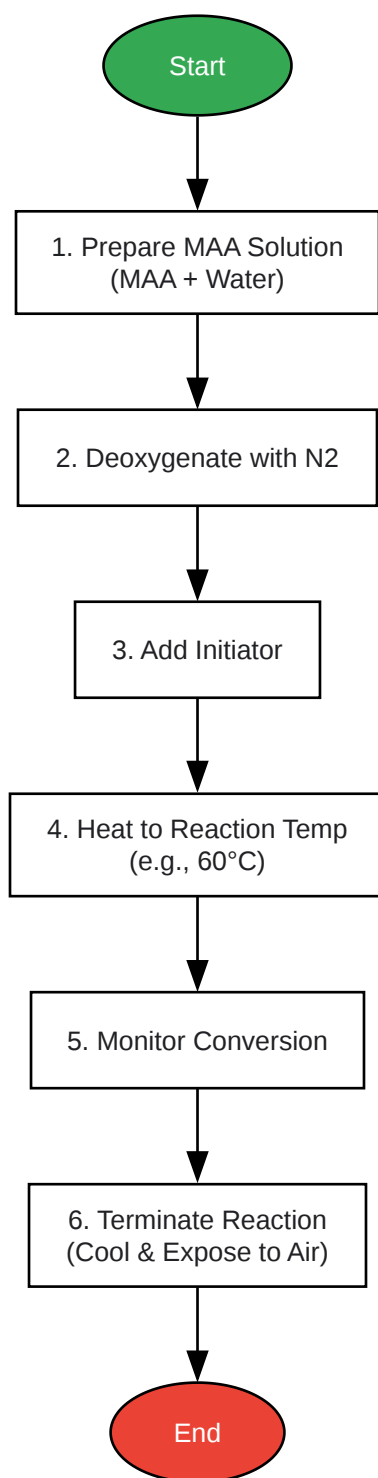 Start
1. Prepare MAA Solution
(MAA + Water)
2. Deoxygenate with N2
3. Add Initiator
4. Heat to Reaction Temp
(e.g., 60°C)
5. Monitor Conversion
6. Terminate Reaction
(Cool & Expose to Air)
End